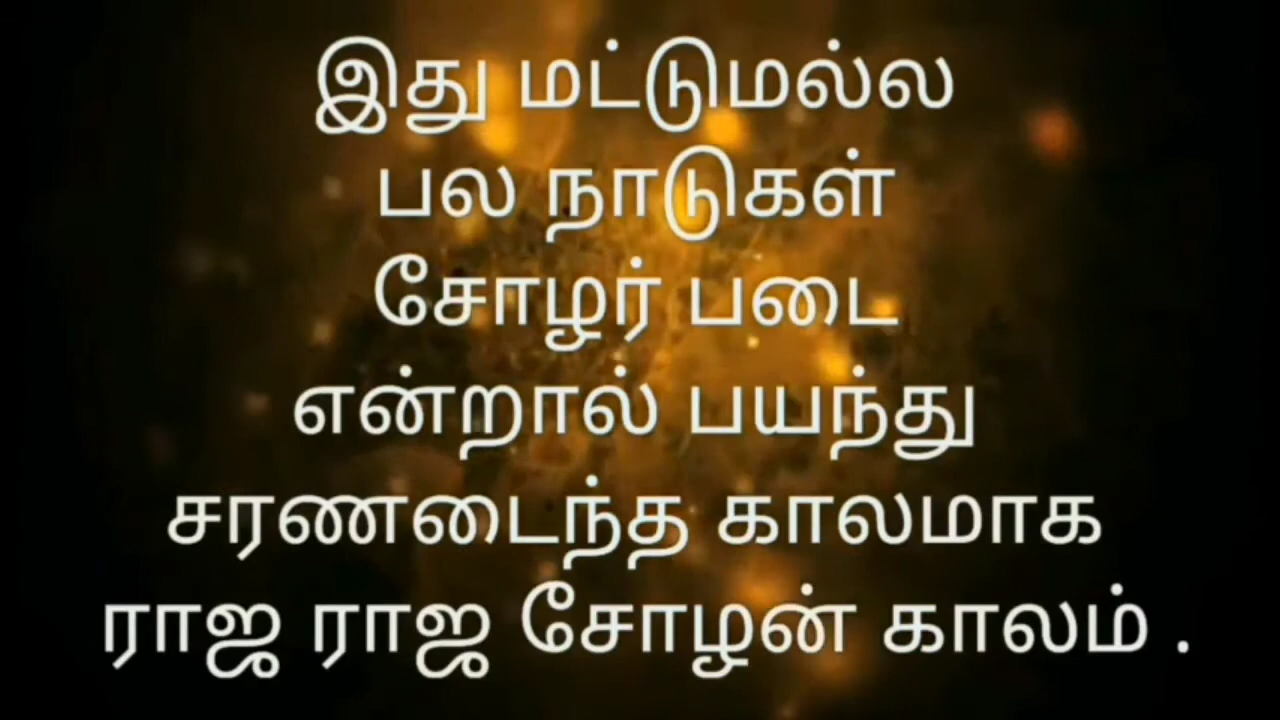 இது மட்டுமல்ல
பல நாடுகள்
சோழர் படை
என்றால் பயந்து
சரணடைந்த காலமாக
ராஜ ராஜ சோழன் காலம் .